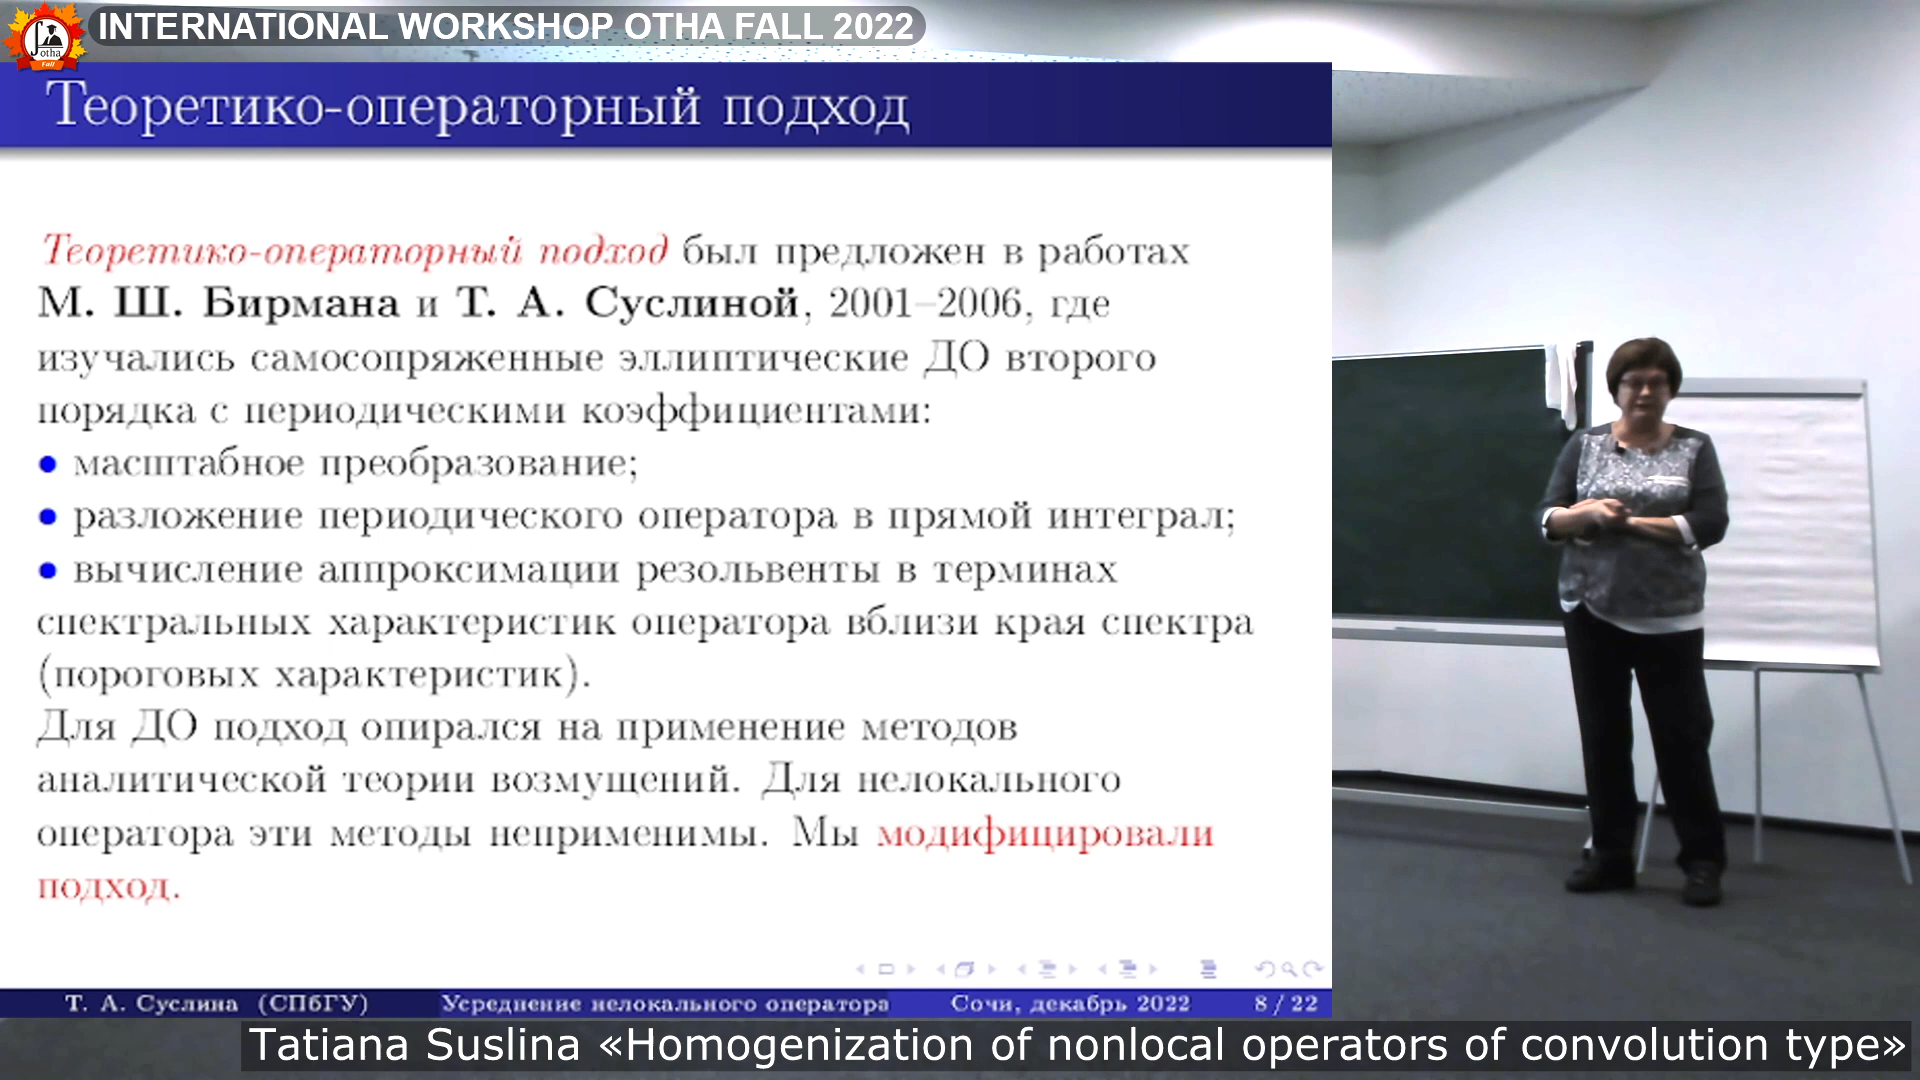 INTERNATIONAL WORKSHOP OTHA FALL 2022
otha
Fall
Теоретико-операторный подход
Теоретико-операторный подход был предложен в работах
М. Ш. Бирмана и Т. А. Суслиной, 2001–2006, где
изучались самосопряженные эллиптические ДО второго
порядка с периодическими коэффициентами:
• масштабное преобразование;
• разложение периодического оператора в прямой интеграл;
• вычисление аппроксимации резольвенты в терминах
спектральных характеристик оператора вблизи края спектра
(пороговых характеристик).
Для ДО подход опирался на применение методов
аналитической теории возмущений. Для нелокального
оператора эти методы неприменимы. Мы модифицировали
подход.
Т. А. Суслина (СПбГУ) Усреднение нелокального оператора Сочи, декабрь 2022 8 / 22
Tatiana Suslina «Homogenization of nonlocal operators of convolution type»